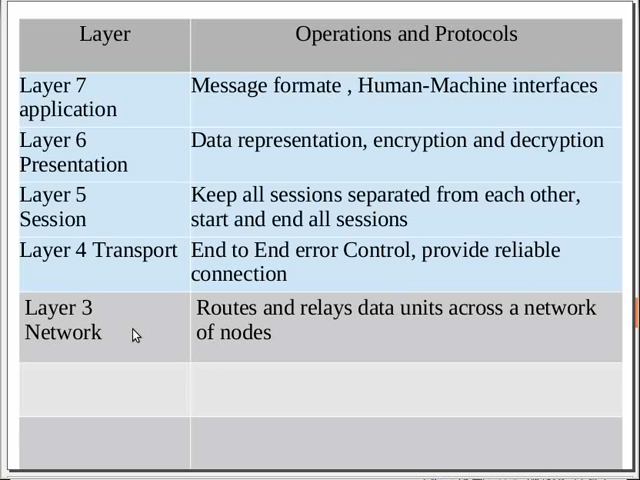 Layer
Operations and Protocols
Layer 7
application
Message formate , Human-Machine interfaces
Layer 6
Presentation
Data representation, encryption and decryption
Layer 5
Session
Keep all sessions separated from each other,
start and end all sessions
Layer 4 Transport
End to End error Control, provide reliable
connection
Layer 3
Network
Routes and relays data units across a network
of nodes